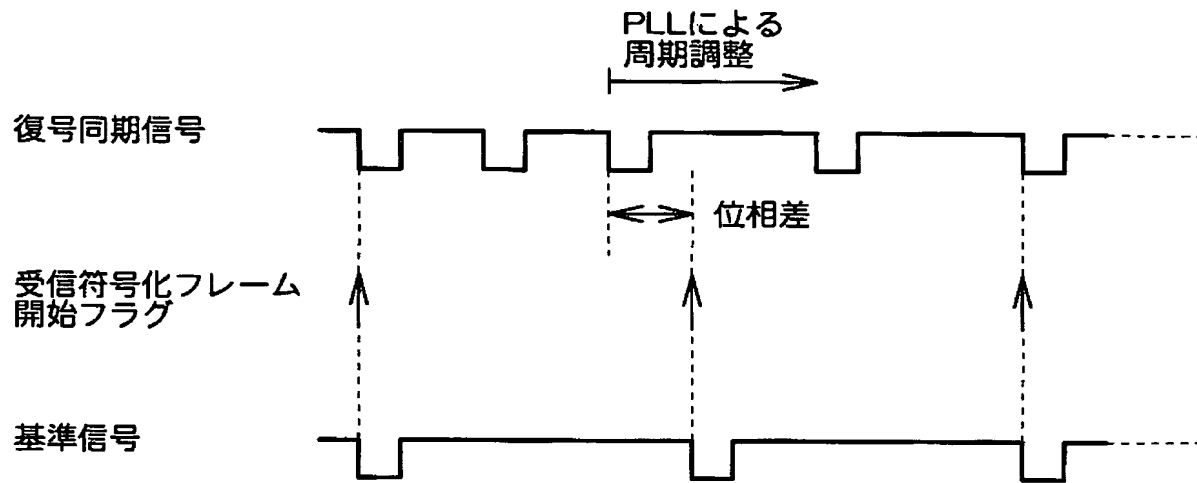 PLLによる
周期調整
復号同期信号
位相差
受信符号化フレーム
開始フラグ
基準信号